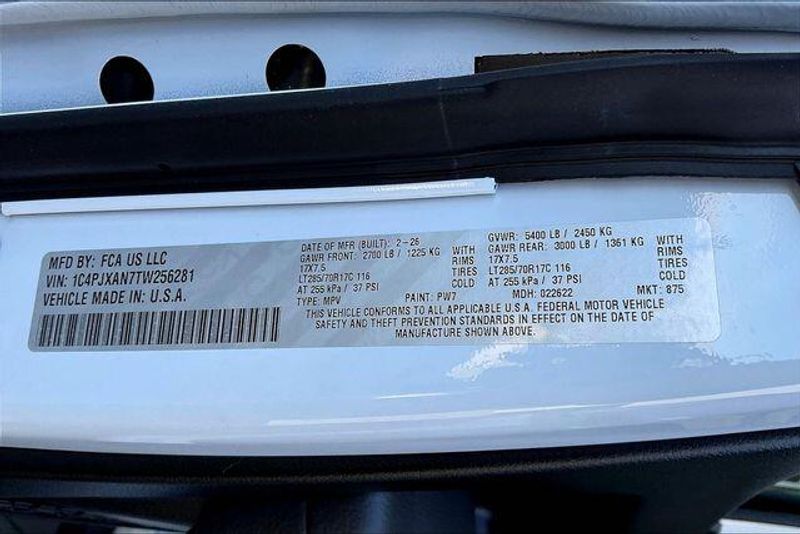 MFD BY: FCA US LLC
VIN: 1C4PJXAN7TW256281
VEHICLE MADE IN U.S.A.
DATE OF MFR (BUILT): 2-26
GAWR FRONT: 2700 LB / 1225 KG WITH
17X7.5 RIMS
LT285/70R17C 116 TIRES
AT 255 kPa / 37 PSI COLD
GVWR: 5400 LB / 2450 KG
GAWR REAR: 3000 LB / 1361 KG WITH
17X7.5 RIMS
LT285/70R17C 116 TIRES
AT 255 kPa / 37 PSI COLD
TYPE: MPV PAINT: PW7 MDH: 022622 MKT: 875
THIS VEHICLE CONFORMS TO ALL APPLICABLE U.S.A. FEDERAL MOTOR VEHICLE
SAFETY AND THEFT PREVENTION STANDARDS IN EFFECT ON THE DATE OF
MANUFACTURE SHOWN ABOVE.